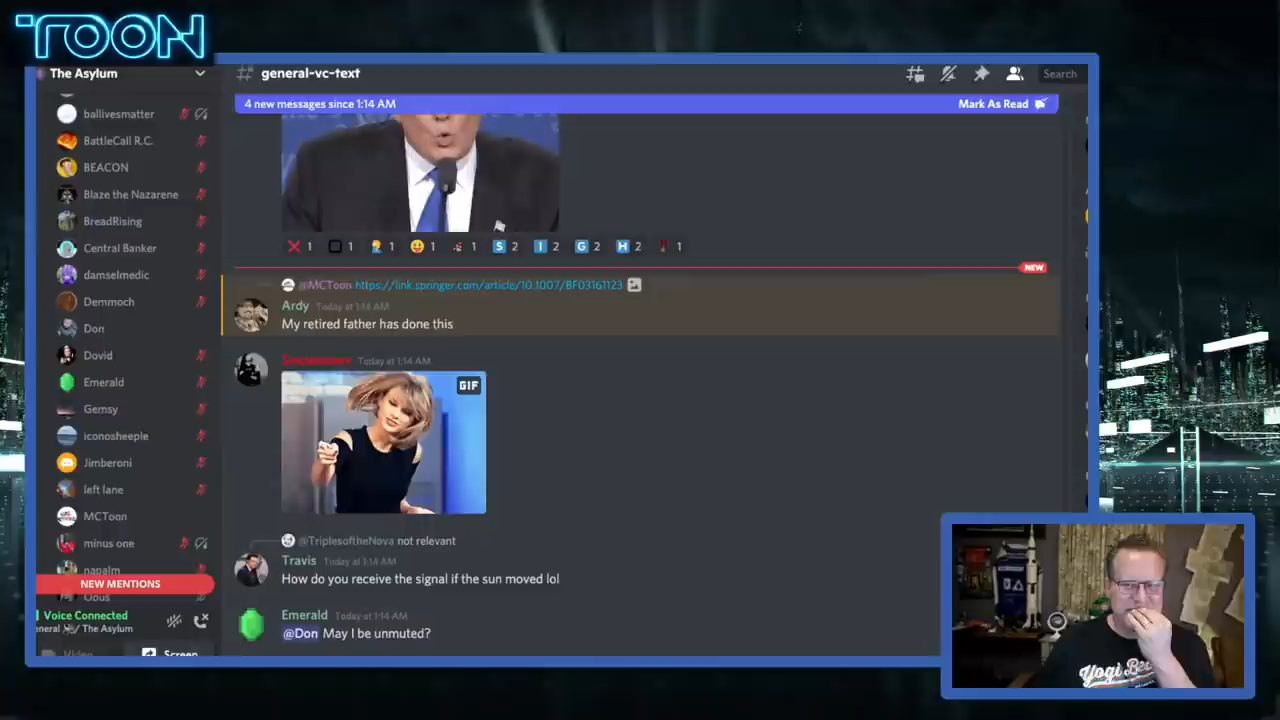 TOON
The Asylum
ballivesmatter
BattleCall R.C.
BEACON
Blaze the Nazarene
BreadRising
Central Banker
damselmedic
Demmoch
Don
Dovid
Emerald
Gemsy
iconosheeple
Jimberoni
left lane
MCToon
minus one
napalm
Opus
NEW MENTIONS
Voice Connected
eneral / The Asylum
Video
Screen
general-vc-text
Search
4 new messages since 1:14 AM
Mark As Read
1 1 1 1 1 S 2 I 2 G 2 H 2 1
NEW
@MCToon https://link.springer.com/article/10.1007/BF03161123
Ardy Today at 1:14 AM
My retired father has done this
Today at 1:14 AM
GIF
@TriplesoftheNova not relevant
Travis Today at 1:14 AM
How do you receive the signal if the sun moved lol
Emerald Today at 1:14 AM
@Don May I be unmuted?
Yogi Be